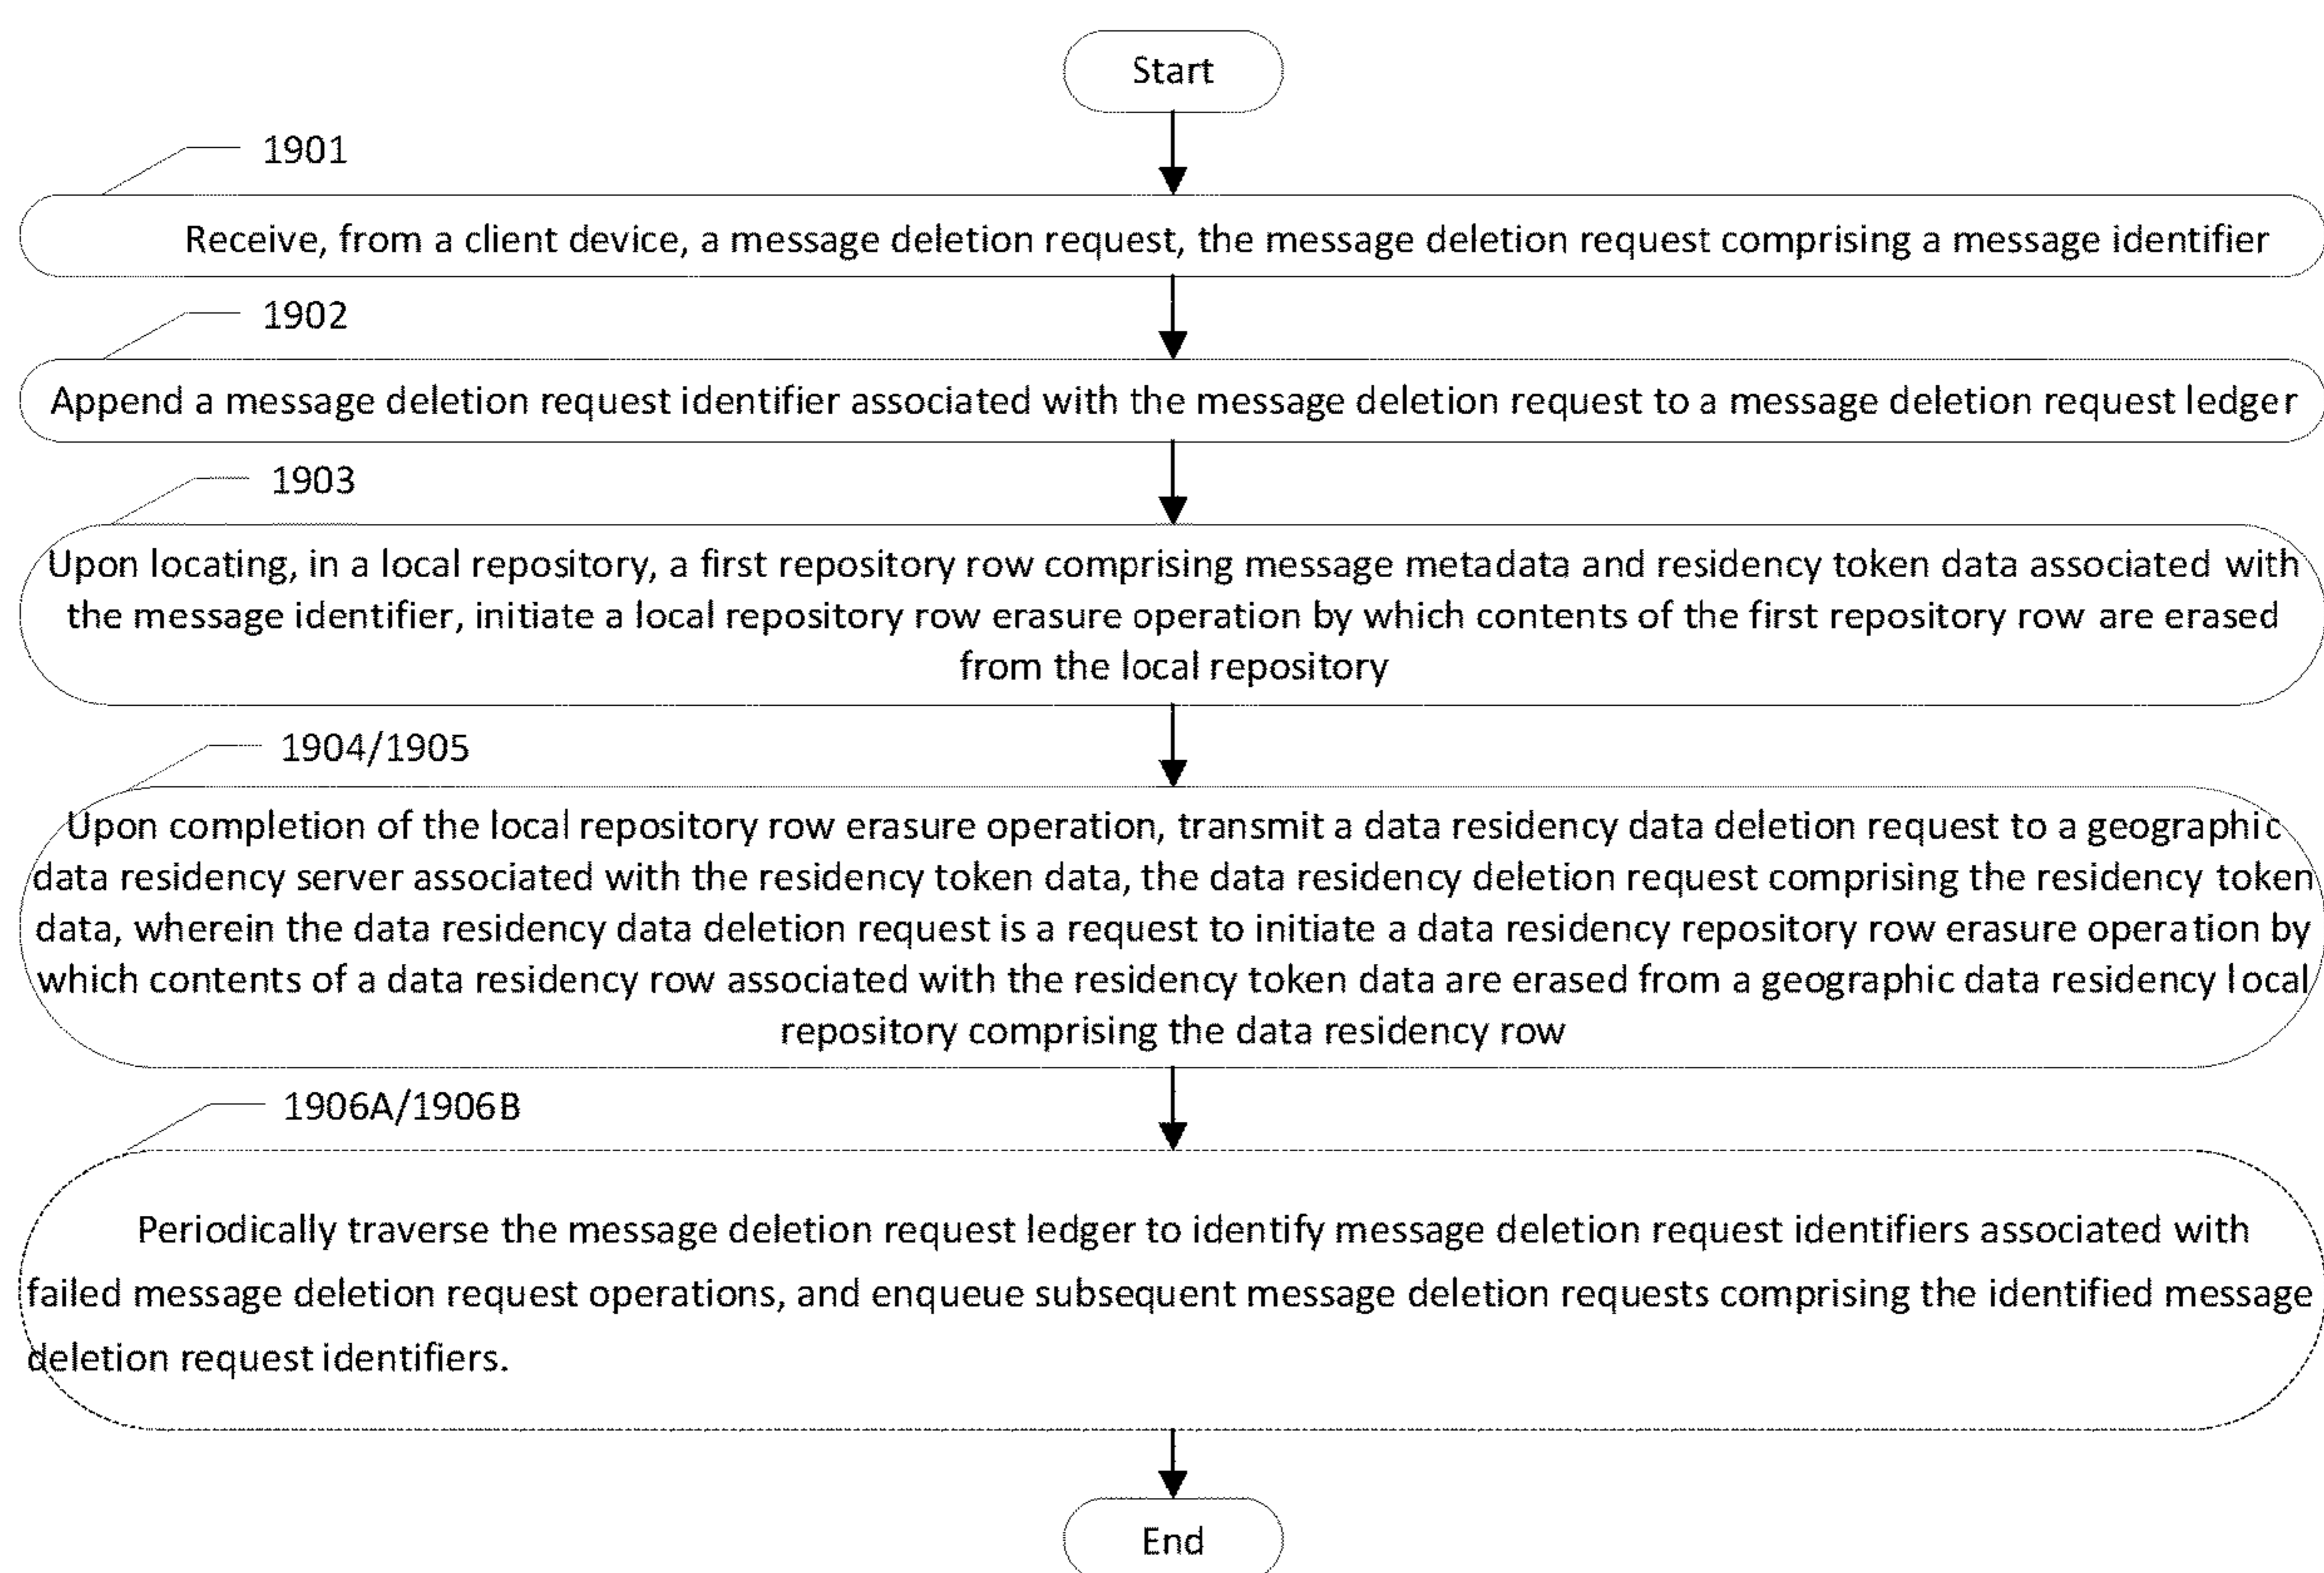 Start
1901
Receive, from a client device, a message deletion request, the message deletion request comprising a message identifier
1902
Append a message deletion request identifier associated with the message deletion request to a message deletion request ledger
1903
Upon locating, in a local repository, a first repository row comprising message metadata and residency token data associated with
the message identifier, initiate a local repository row erasure operation by which contents of the first repository row are erased
from the local repository
1904/1905
Upon completion of the local repository row erasure operation, transmit a data residency data deletion request to a geographic
data residency server associated with the residency token data, the data residency deletion request comprising the residency token
data, wherein the data residency data deletion request is a request to initiate a data residency repository row erasure operation by
which contents of a data residency row associated with the residency token data are erased from a geographic data residency local
repository comprising the data residency row
1906A/1906B
Periodically traverse the message deletion request ledger to identify message deletion request identifiers associated with
failed message deletion request operations, and enqueue subsequent message deletion requests comprising the identified message
deletion request identifiers.
End